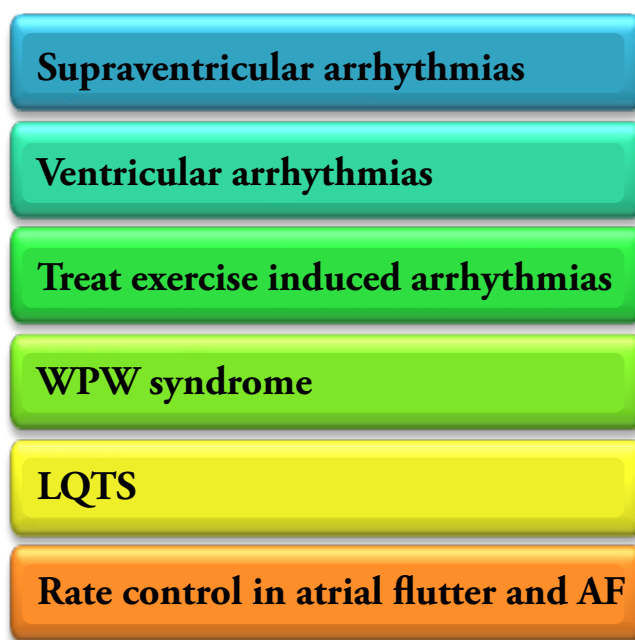 Supraventricular arrhythmias
Ventricular arrhythmias
Treat exercise induced arrhythmias
WPW syndrome
LQTS
Rate control in atrial flutter and AF